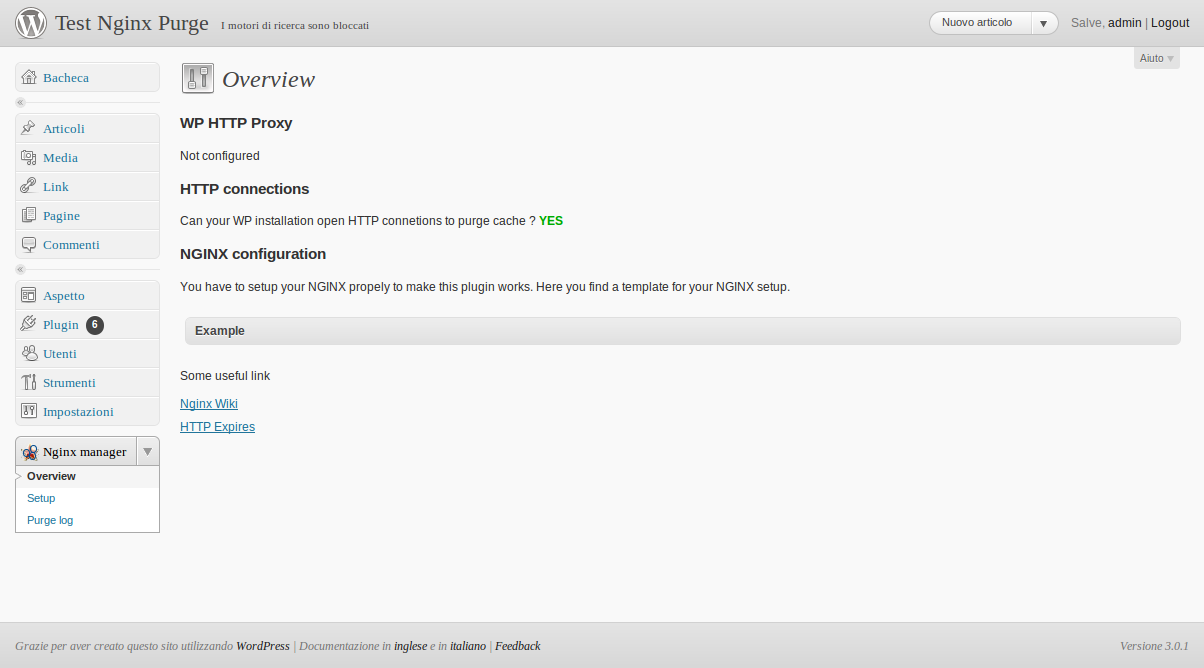 Test Nginx Purge I motori di ricerca sono bloccati Nuovo articolo Salve, admin | Logout
Aiuto
Bacheca
Articoli
Media
Link
Pagine
Commenti
Aspetto
Plugin 6
Utenti
Strumenti
Impostazioni
Nginx manager
Overview
Setup
Purge log
Overview
WP HTTP Proxy
Not configured
HTTP connections
Can your WP installation open HTTP connetions to purge cache ? YES
NGINX configuration
You have to setup your NGINX propely to make this plugin works. Here you find a template for your NGINX setup.
Example
Some useful link
Nginx Wiki
HTTP Expires
Grazie per aver creato questo sito utilizzando WordPress | Documentazione in inglese e in italiano | Feedback Versione 3.0.1